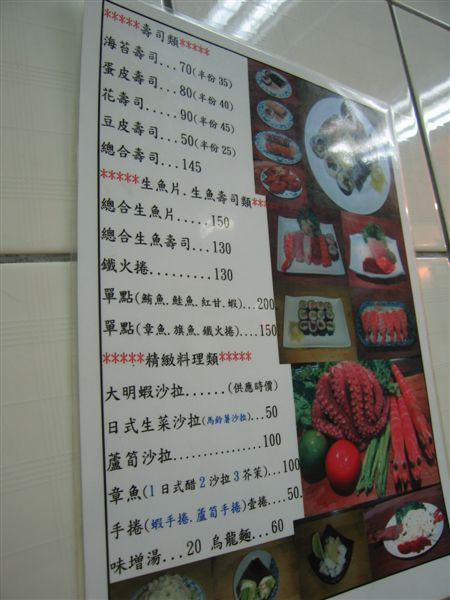 *****壽司類*****
海苔壽司...70(半份35)
蛋皮壽司...80(半份40)
花壽司.....90(半份45)
豆皮壽司...50(半份25)
總合壽司...145
*****生魚片.生魚壽司類***
總合生魚片....150
總合生魚壽司...130
鐵火捲.........130
單點(鮪魚.鮭魚.紅甘.蝦)...200
單點(章魚.旗魚.鐵火捲)....150
*****精緻料理類*****
大明蝦沙拉......(供應時價)
日式生菜沙拉(馬鈴薯沙拉)...50
蘆筍沙拉...............100
章魚(1日式醋2沙拉3芥茉)...100
手捲(蝦手捲.蘆筍手捲)壹捲....50.
味增湯...20 烏龍麵...60